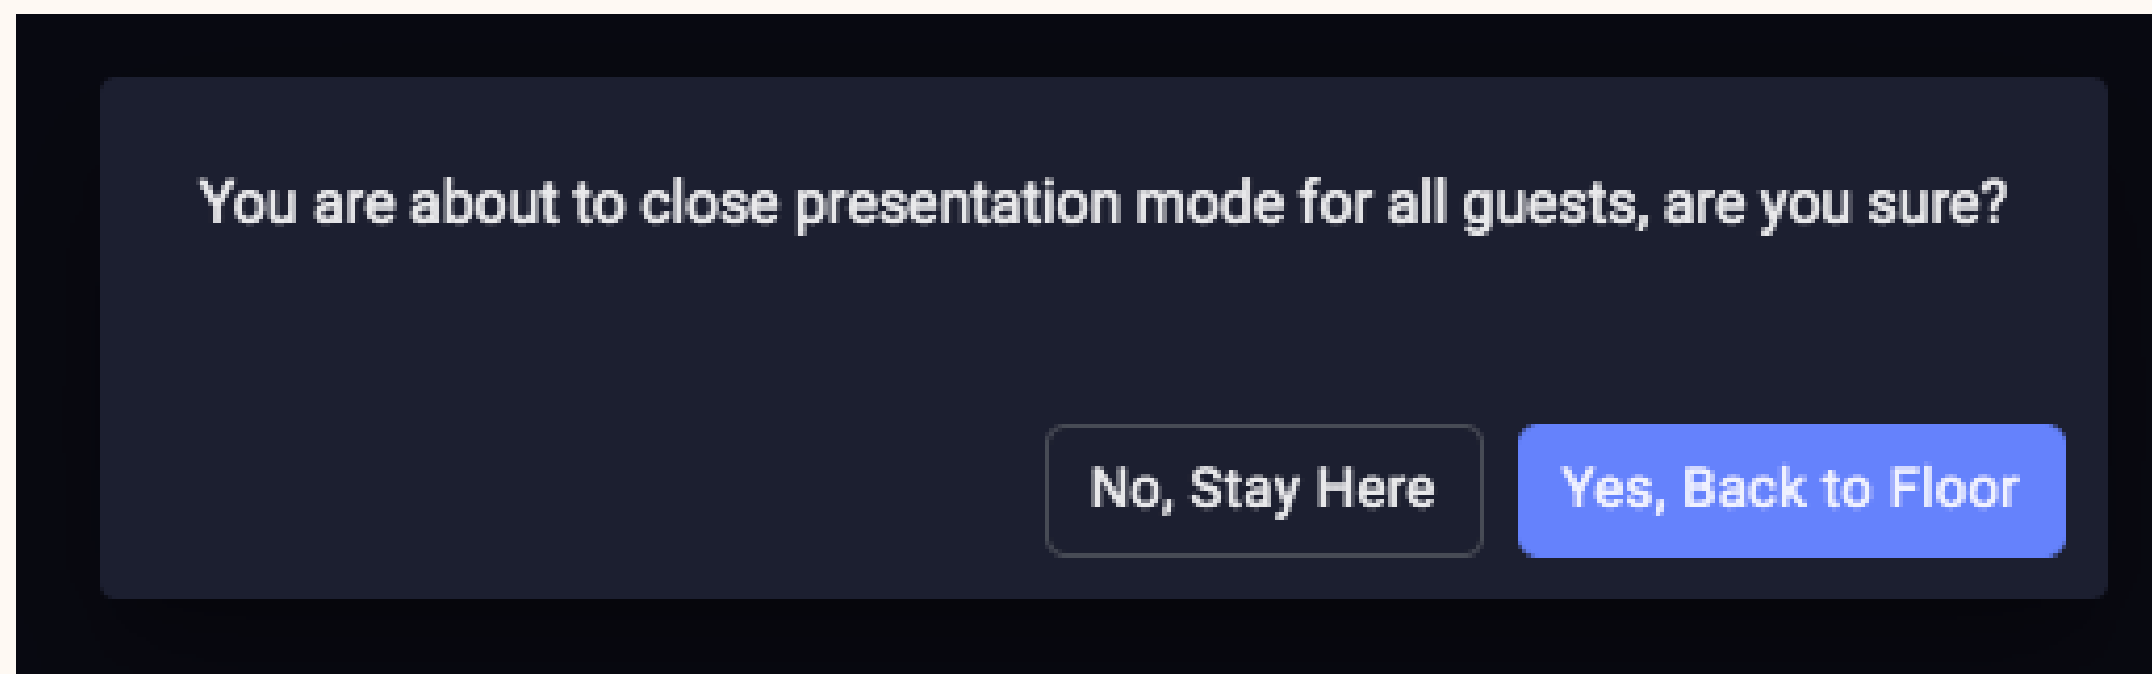 You are about to close presentation mode for all guests, are you sure?
No, Stay Here
Yes, Back to Floor